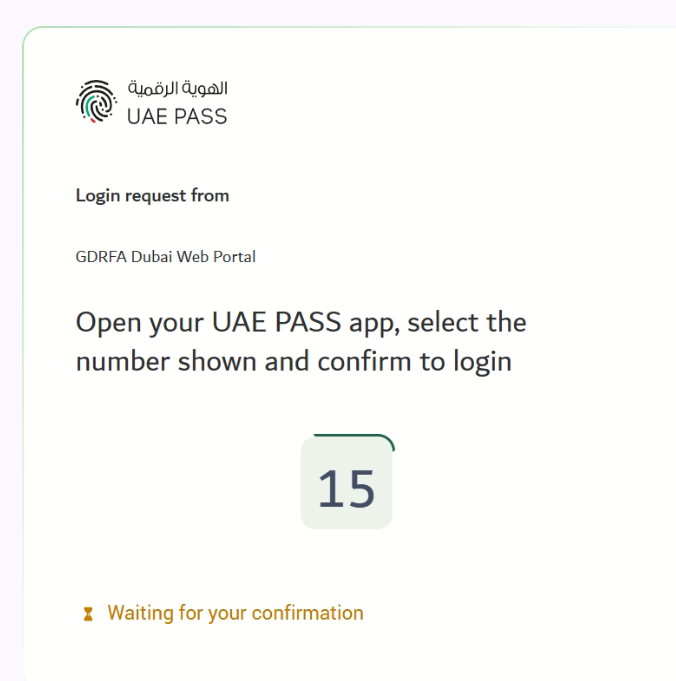 الهوية الرقمية
UAE PASS
Login request from
GDRFA Dubai Web Portal
Open your UAE PASS app, select the
number shown and confirm to login
15
Waiting for your confirmation